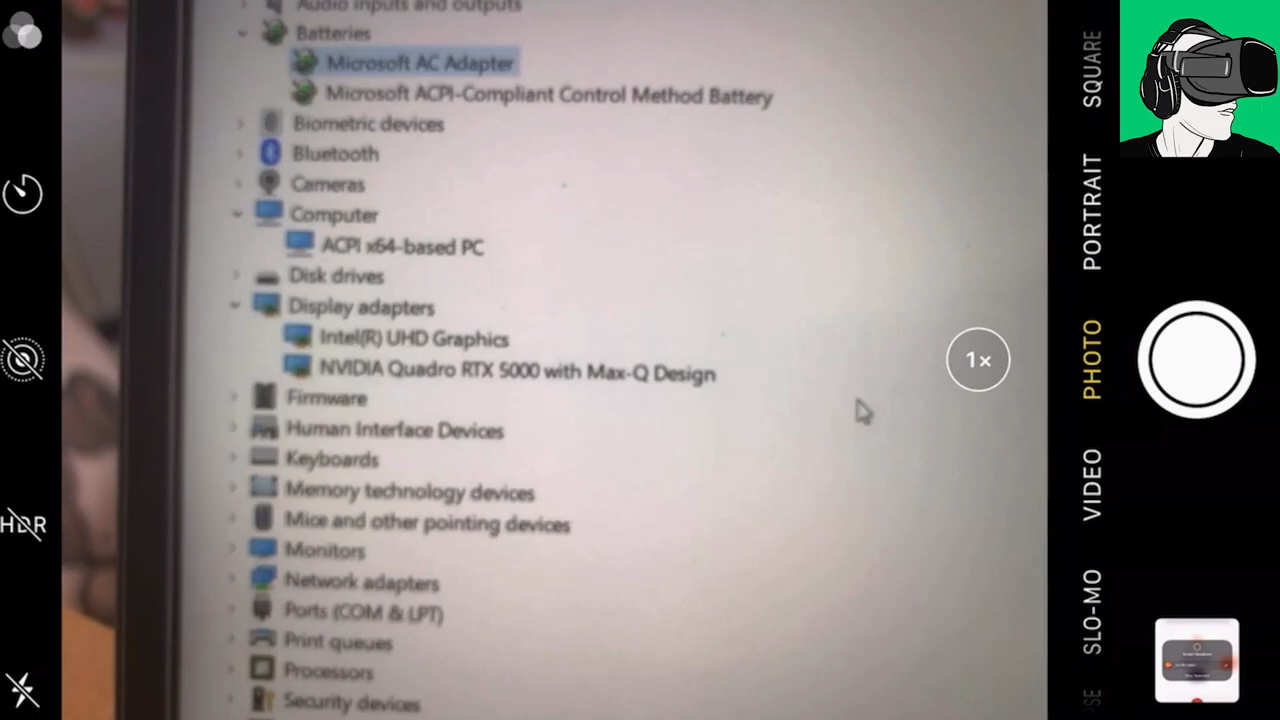 Audio inputs and outputs
Batteries
Microsoft AC Adapter
Microsoft ACPI-Compliant Control Method Battery
Biometric devices
Bluetooth
Cameras
Computer
ACPI x64-based PC
Disk drives
Display adapters
Intel(R) UHD Graphics
NVIDIA Quadro RTX 5000 with Max-Q Design
Firmware
Human Interface Devices
Keyboards
Memory technology devices
Mice and other pointing devices
Monitors
Network adapters
Ports (COM & LPT)
Print queues
Processors
Security devices
HDR
1×
SQUARE
PORTRAIT
PHOTO
VIDEO
SLO-MO